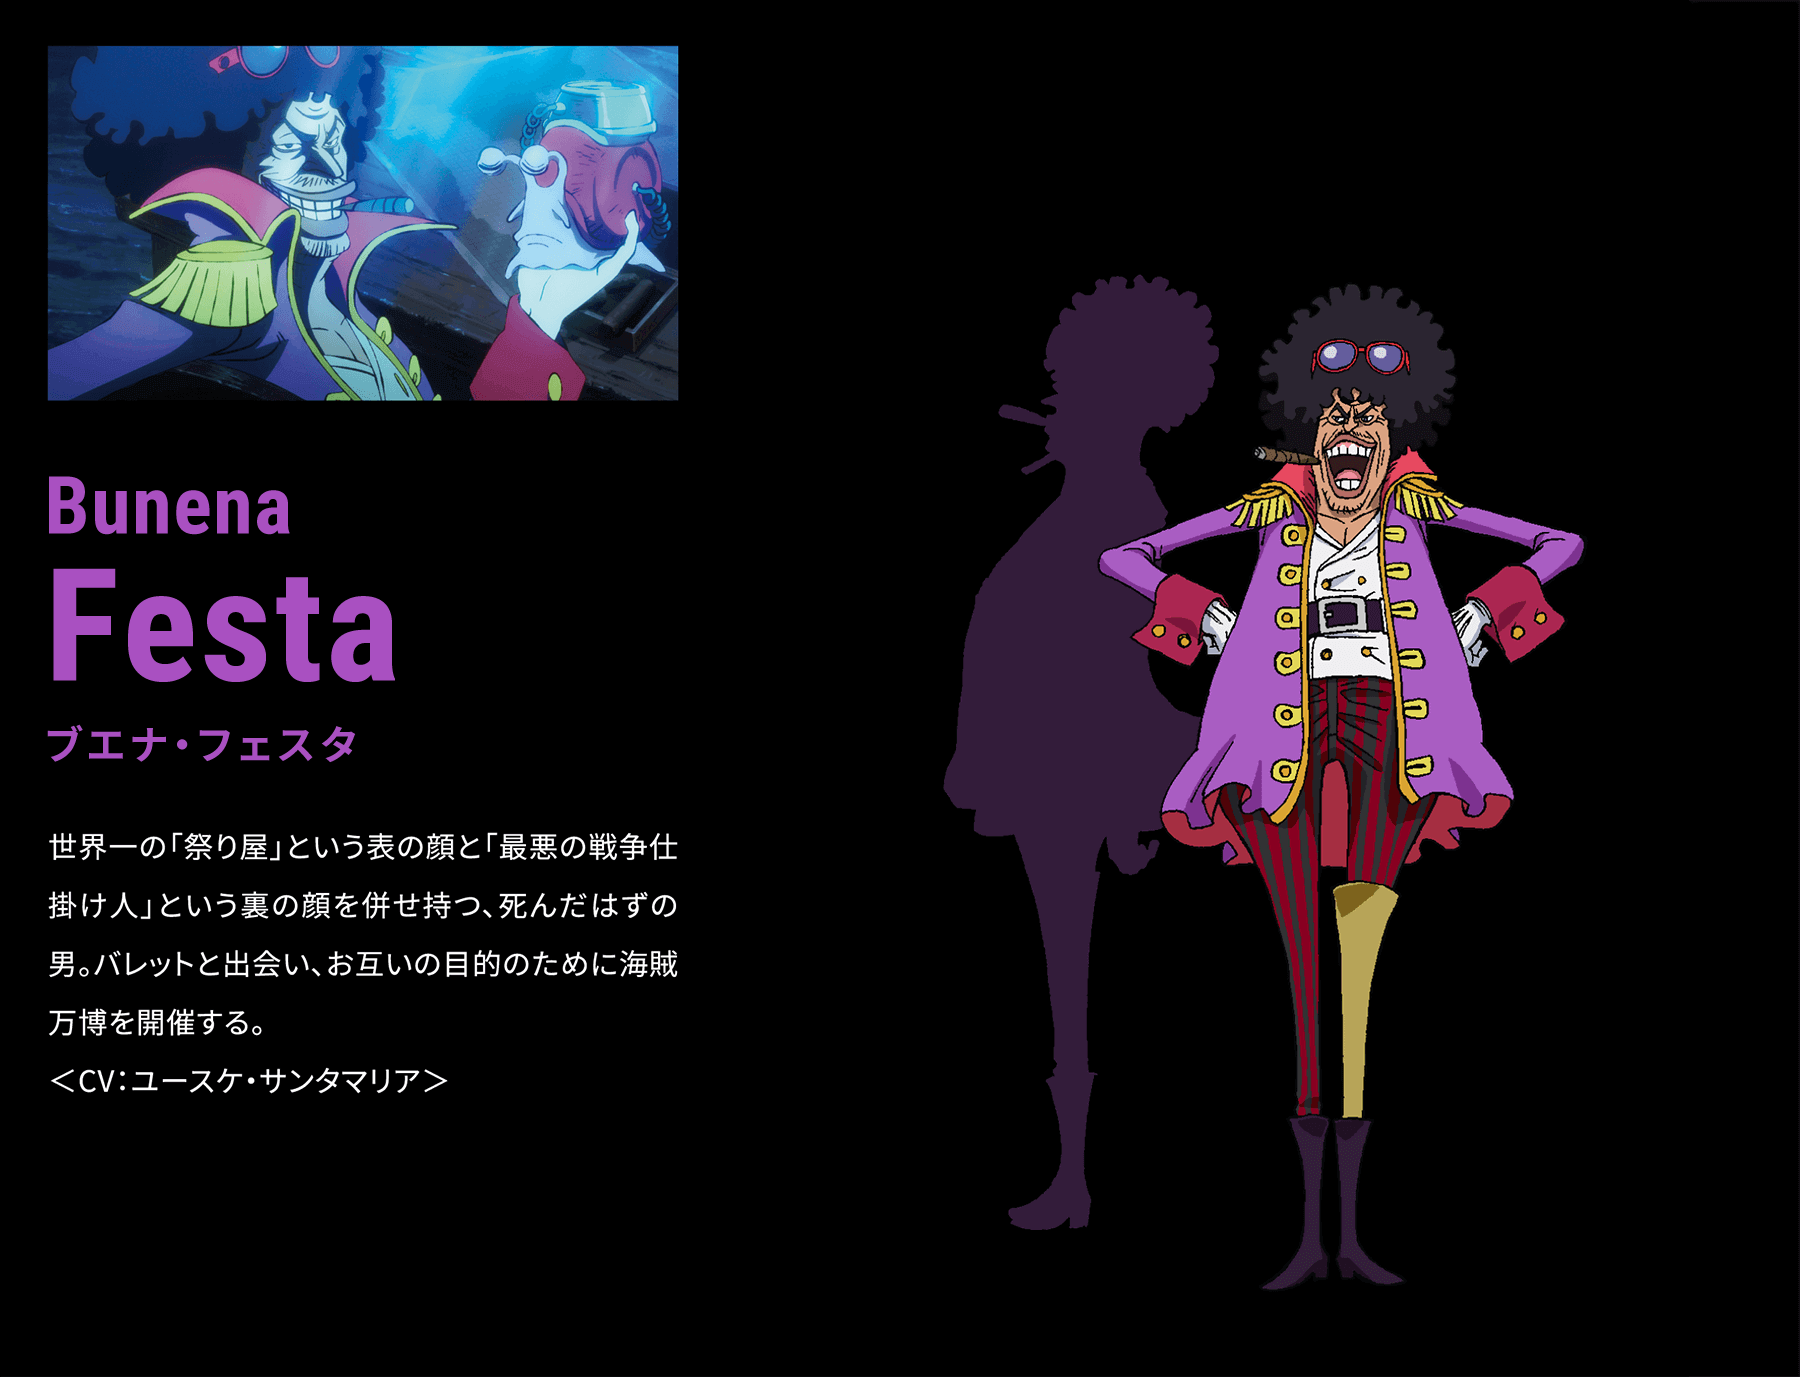 Bunena
Festa
ブエナ・フェスタ
世界一の｢祭り屋｣という表の顔と｢最悪の戦争仕
掛け人｣という裏の顔を併せ持つ、死んだはずの
男。バレットと出会い、お互いの目的のために海賊
万博を開催する。
＜CV：ユースケ・サンタマリア＞